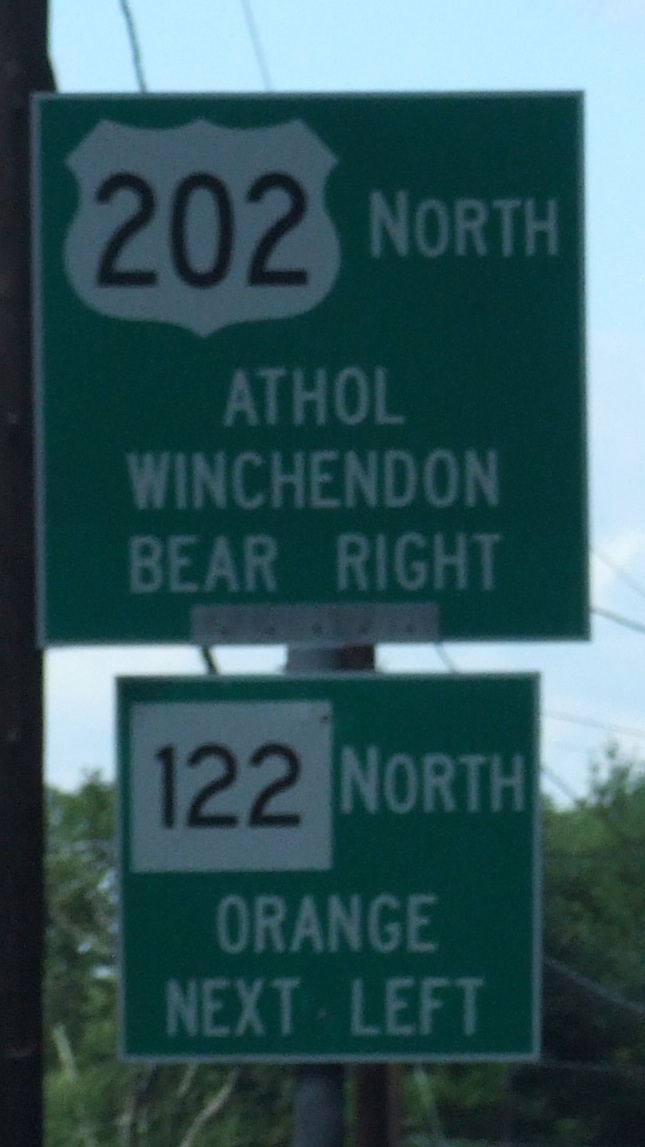 202 NORTH
ATHOL
WINCHENDON
BEAR RIGHT
122 NORTH
ORANGE
NEXT LEFT